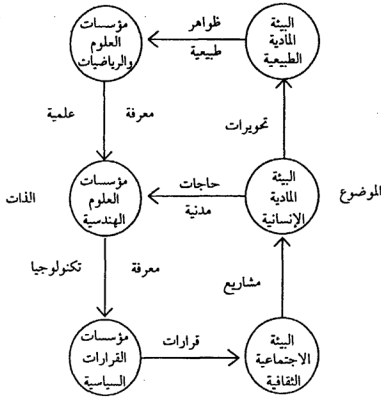 البيئة
المادية
الطبيعية
ظواهر
طبيعية
مؤسسات
العلوم
والرياضيات
تحويرات
معرفة
علمية
الموضوع
البيئة
المادية
الإنسانية
حاجات
مدنية
مؤسسات
العلوم
الهندسية
الذات
مشاريع
معرفة
تكنولوجيا
البيئة
الاجتماعية
الثقافية
قرارات
مؤسسات
القرارات
السياسية